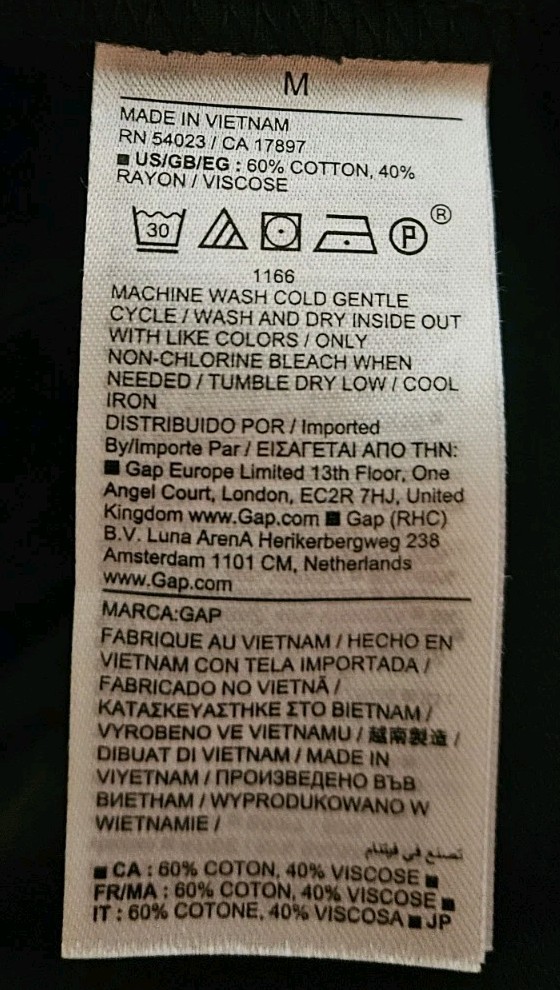 M
MADE IN VIETNAM
RN 54023 / CA 17897
■ US/GB/EG : 60% COTTON, 40%
RAYON / VISCOSE
30 P ®
1166
MACHINE WASH COLD GENTLE
CYCLE / WASH AND DRY INSIDE OUT
WITH LIKE COLORS / ONLY
NON-CHLORINE BLEACH WHEN
NEEDED / TUMBLE DRY LOW / COOL
IRON
DISTRIBUIDO POR / Imported
By/Importe Par / ΕΙΣΑΓΕΤΑΙ ΑΠΟ ΤΗΝ:
■ Gap Europe Limited 13th Floor, One
Angel Court, London, EC2R 7HJ, United
Kingdom www.Gap.com ■ Gap (RHC)
B.V. Luna ArenA Herikerbergweg 238
Amsterdam 1101 CM, Netherlands
www.Gap.com
MARCA:GAP
FABRIQUE AU VIETNAM / HECHO EN
VIETNAM CON TELA IMPORTADA /
FABRICADO NO VIETNÃ /
ΚΑΤΑΣΚΕΥΑΣΤΗΚΕ ΣΤΟ ΒΙΕΤΝΑΜ /
VYROBENO VE VIETNAMU / 越南製造 /
DIBUAT DI VIETNAM / MADE IN
VIYETNAM / ПРОИЗВЕДЕНО ВЪВ
ВИЕТНАМ / WYPRODUKOWANO W
WIETNAMIE /
تصنع في فيتنام
■ CA : 60% COTON, 40% VISCOSE ■
FR/MA : 60% COTON, 40% VISCOSE ■
IT : 60% COTONE, 40% VISCOSA ■ JP